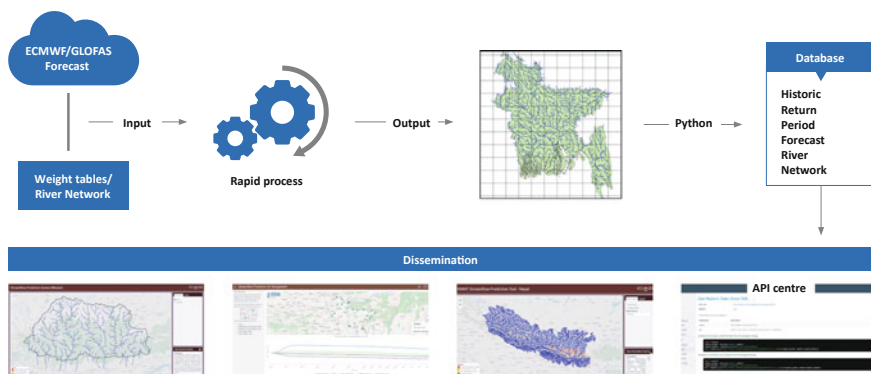 ECMWF/GLOFAS
Forecast
Weight tables/
River Network
Input
Rapid process
Output
Python
Database
Historic
Return
Period
Forecast
River
Network
Dissemination
API centre